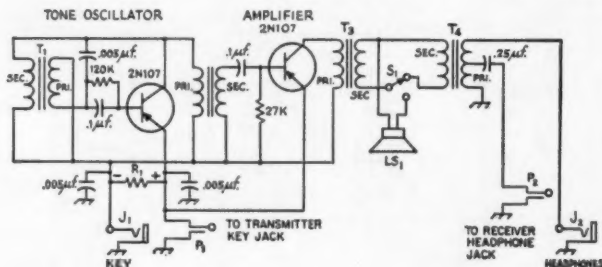 TONE OSCILLATOR
AMPLIFIER
2N107
T1
.005μf.
120K
2N107
SEC.
PRI.
.1μf.
PRI.
SEC.
.1μf.
27K
T3
PRI.
SEC
S1
LS1
T4
SEC.
PRI.
.25μf.
.005μf.
- R1 +
.005μf.
J1
KEY
P1
TO TRANSMITTER
KEY JACK
P2
TO RECEIVER
HEADPHONE
JACK
J2
HEADPHONES